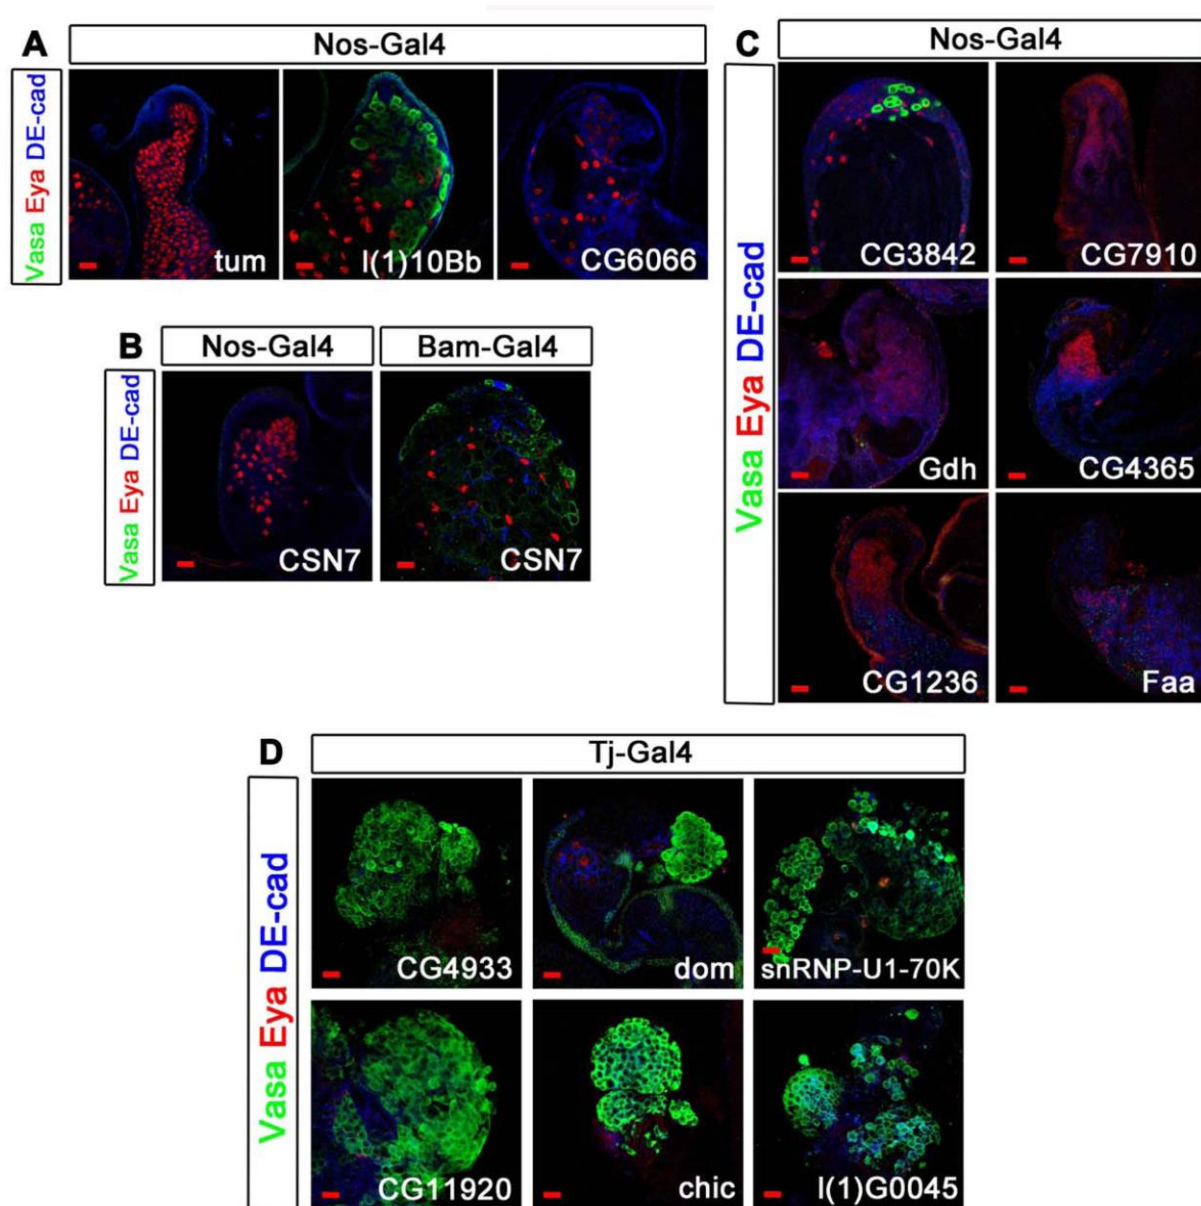 A
Nos-Gal4
Vasa Eya DE-cad
tum
l(1)10Bb
CG6066
B
Nos-Gal4
Bam-Gal4
Vasa Eya DE-cad
CSN7
CSN7
C
Nos-Gal4
Vasa Eya DE-cad
CG3842
CG7910
Gdh
CG4365
CG1236
Faa
D
Tj-Gal4
Vasa Eya DE-cad
CG4933
dom
snRNP-U1-70K
CG11920
chic
l(1)G0045